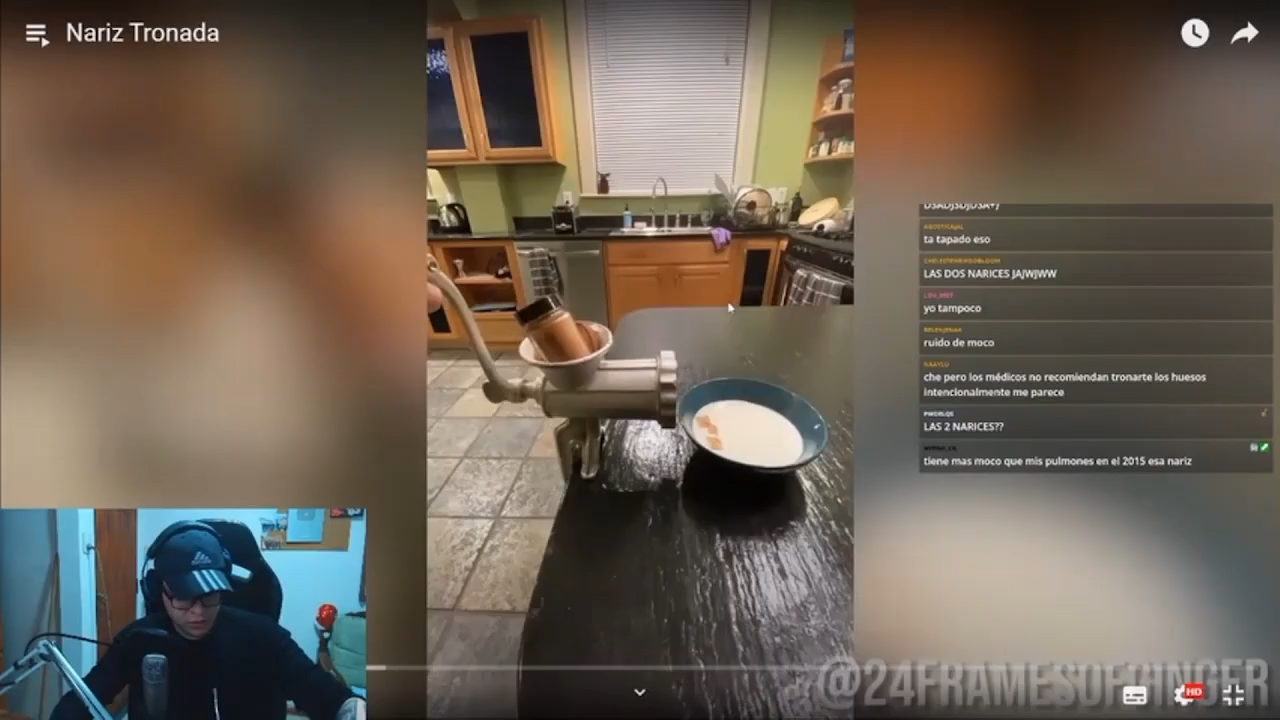 Nariz Tronada
ta tapado eso
LAS DOS NARICES JAJWJWW
yo tampoco
ruido de moco
che pero los médicos no recomiendan tronarte los huesos
intencionalmente me parece
LAS 2 NARICES??
tiene mas moco que mis pulmones en el 2015 esa nariz
@24FRAMESOFGINGER
HD